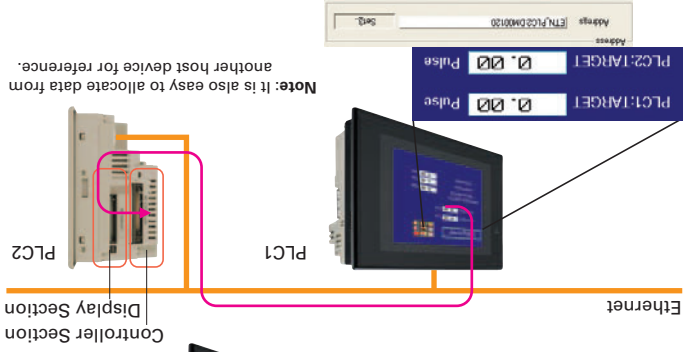 Controller Section
Display Section
Ethernet
PLC1
PLC2
PLC1:TARGET 0.00 Pulse
PLC2:TARGET 0.00 Pulse
Note: It is also easy to allocate data from
another host device for reference.
Address
Address [ETN_PLC2:DM00120